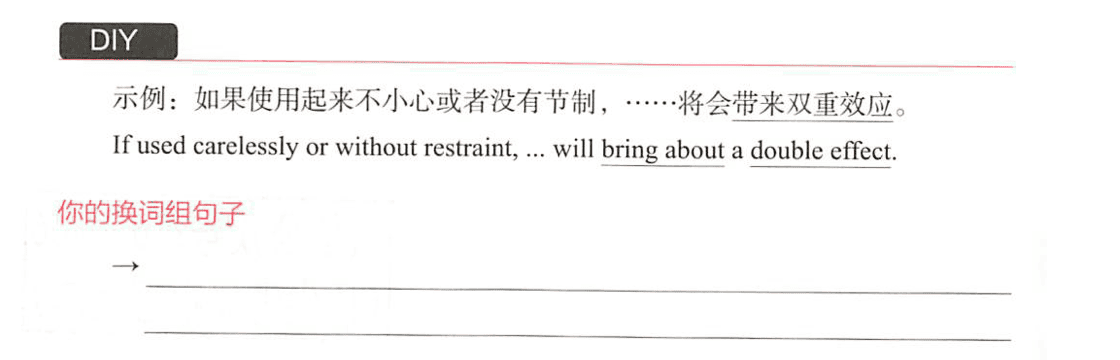 DIY
示例：如果使用起来不小心或者没有节制，……将会带来双重效应。
If used carelessly or without restraint, ... will bring about a double effect.
你的换词组句子
→